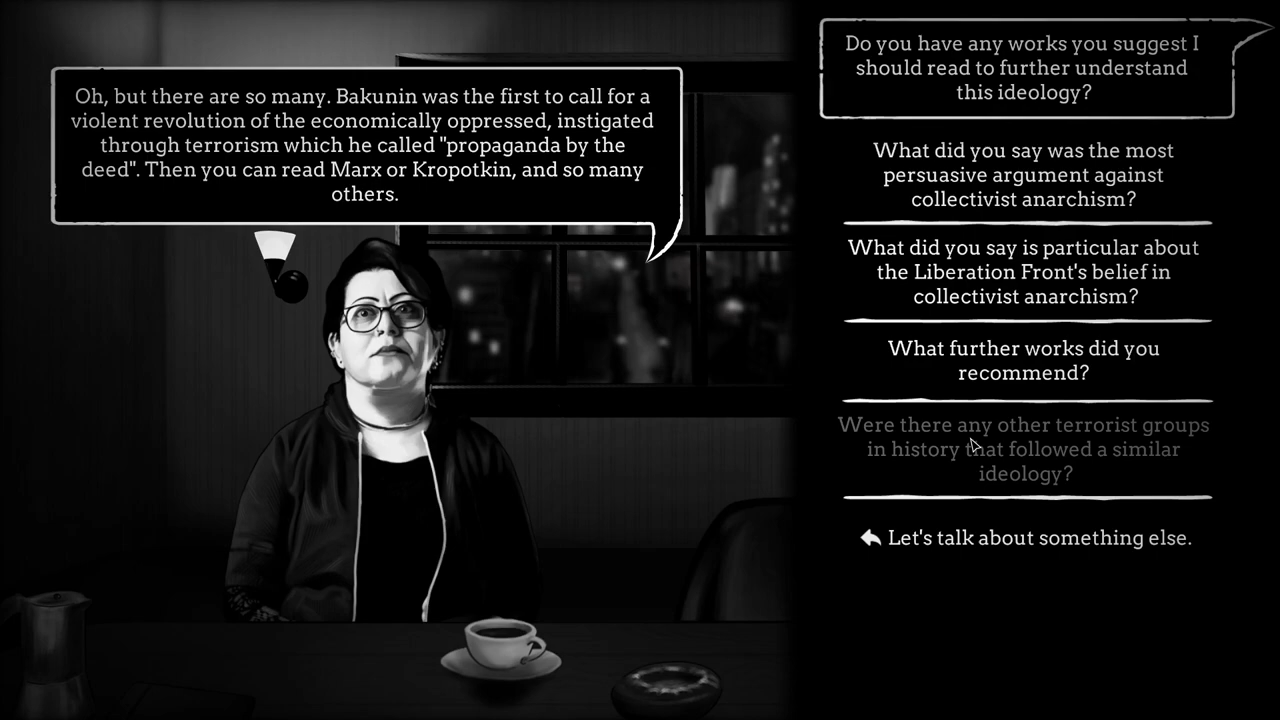 Oh, but there are so many. Bakunin was the first to call for a
violent revolution of the economically oppressed, instigated
through terrorism which he called "propaganda by the
deed". Then you can read Marx or Kropotkin, and so many
others.
Do you have any works you suggest I
should read to further understand
this ideology?
What did you say was the most
persuasive argument against
collectivist anarchism?
What did you say is particular about
the Liberation Front's belief in
collectivist anarchism?
What further works did you
recommend?
Were there any other terrorist groups
in history that followed a similar
ideology?
Let's talk about something else.